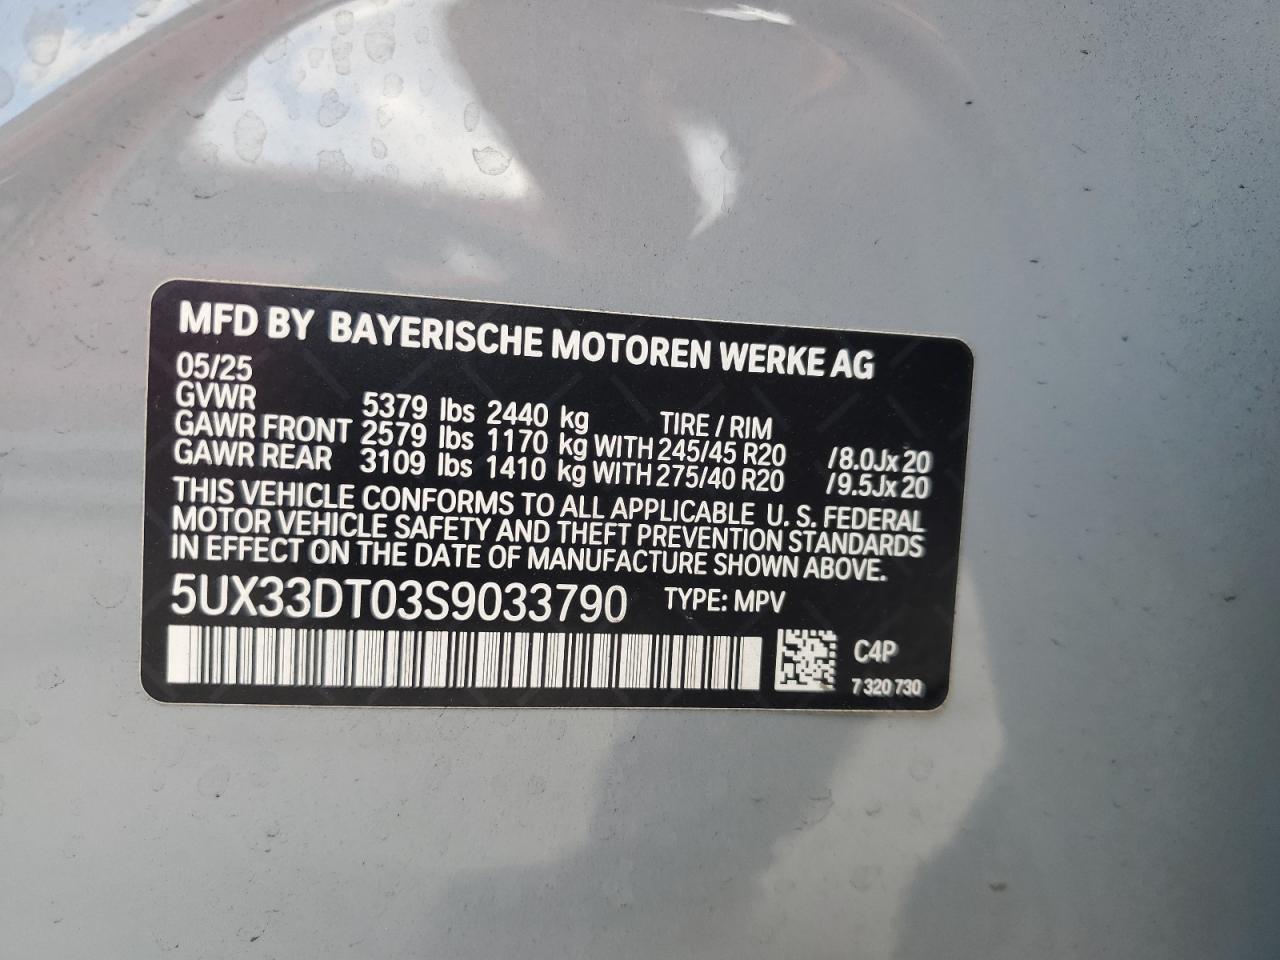 MFD BY BAYERISCHE MOTOREN WERKE AG
05/25
GVWR 5379 lbs 2440 kg TIRE / RIM
GAWR FRONT 2579 lbs 1170 kg WITH 245/45 R20 /8.0Jx20
GAWR REAR 3109 lbs 1410 kg WITH 275/40 R20 /9.5Jx20
THIS VEHICLE CONFORMS TO ALL APPLICABLE U. S. FEDERAL
MOTOR VEHICLE SAFETY AND THEFT PREVENTION STANDARDS
IN EFFECT ON THE DATE OF MANUFACTURE SHOWN ABOVE.
5UX33DT03S9033790 TYPE: MPV
C4P
7 320 730